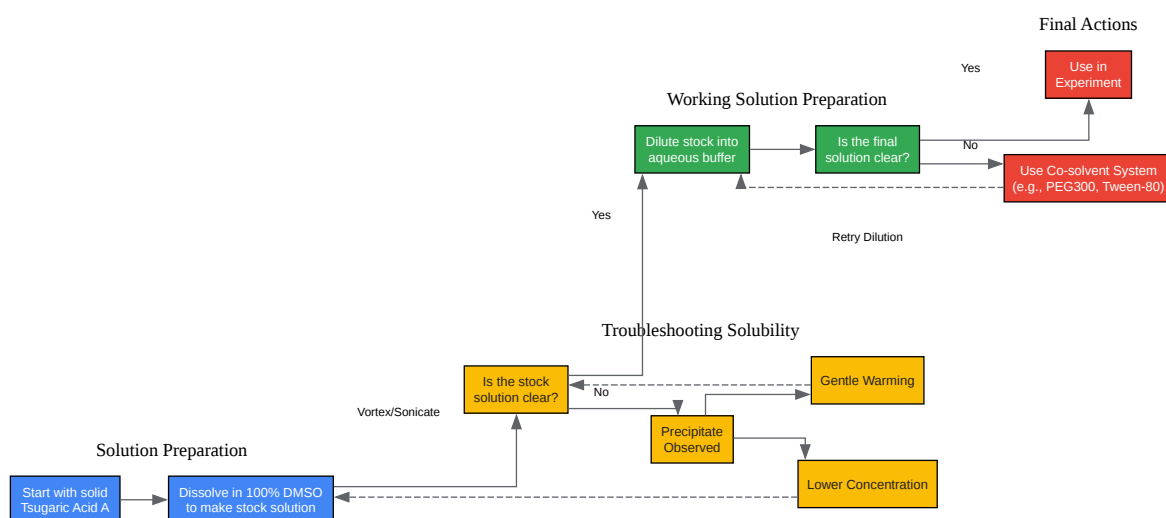 Final Actions
Yes
Use in
Experiment
Working Solution Preparation
Dilute stock into
aqueous buffer
Is the final
solution clear?
No
Use Co-solvent System
(e.g., PEG300, Tween-80)
Yes
Retry Dilution
Troubleshooting Solubility
Is the stock
solution clear?
No
Gentle Warming
Vortex/Sonicate
Precipitate
Observed
Solution Preparation
Lower Concentration
Start with solid
Tsugaric Acid A
Dissolve in 100% DMSO
to make stock solution